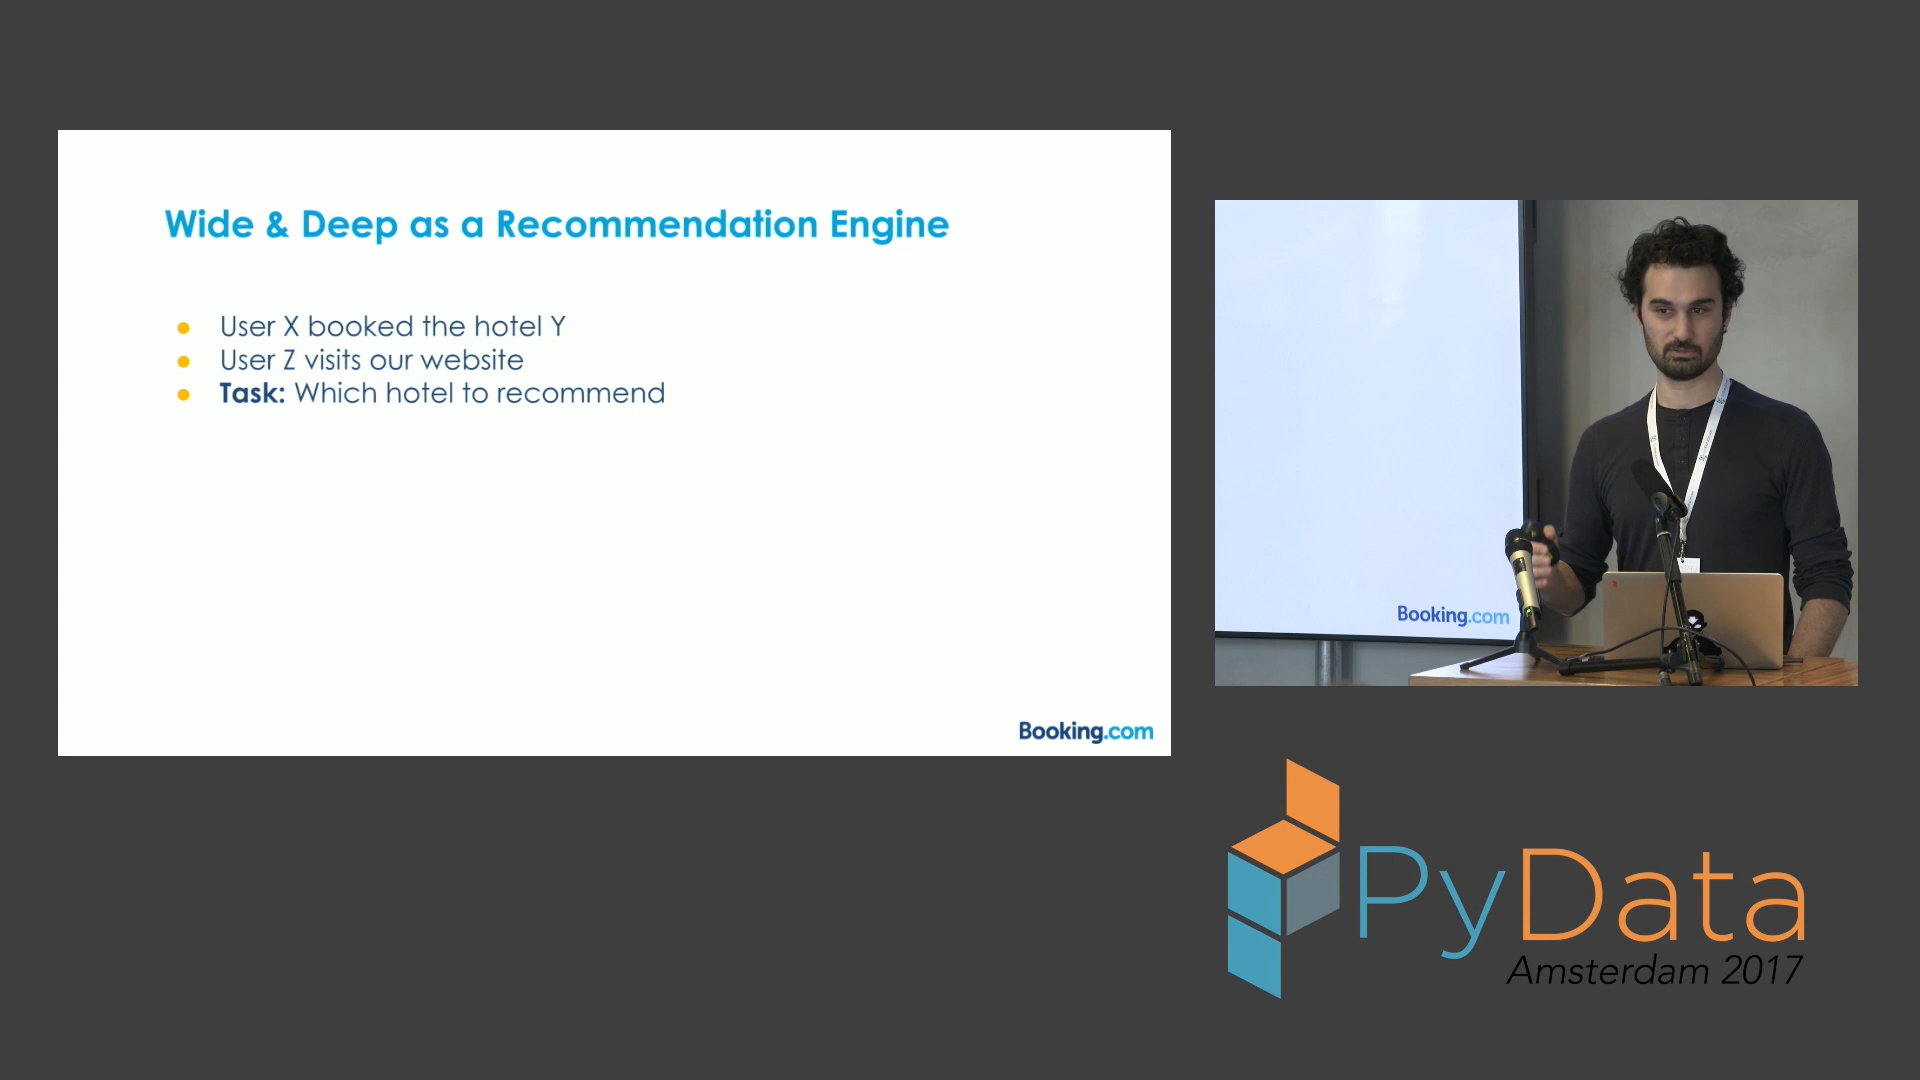 Wide & Deep as a Recommendation Engine
● User X booked the hotel Y
● User Z visits our website
● Task: Which hotel to recommend
Booking.com
Booking.com
PyData
Amsterdam 2017